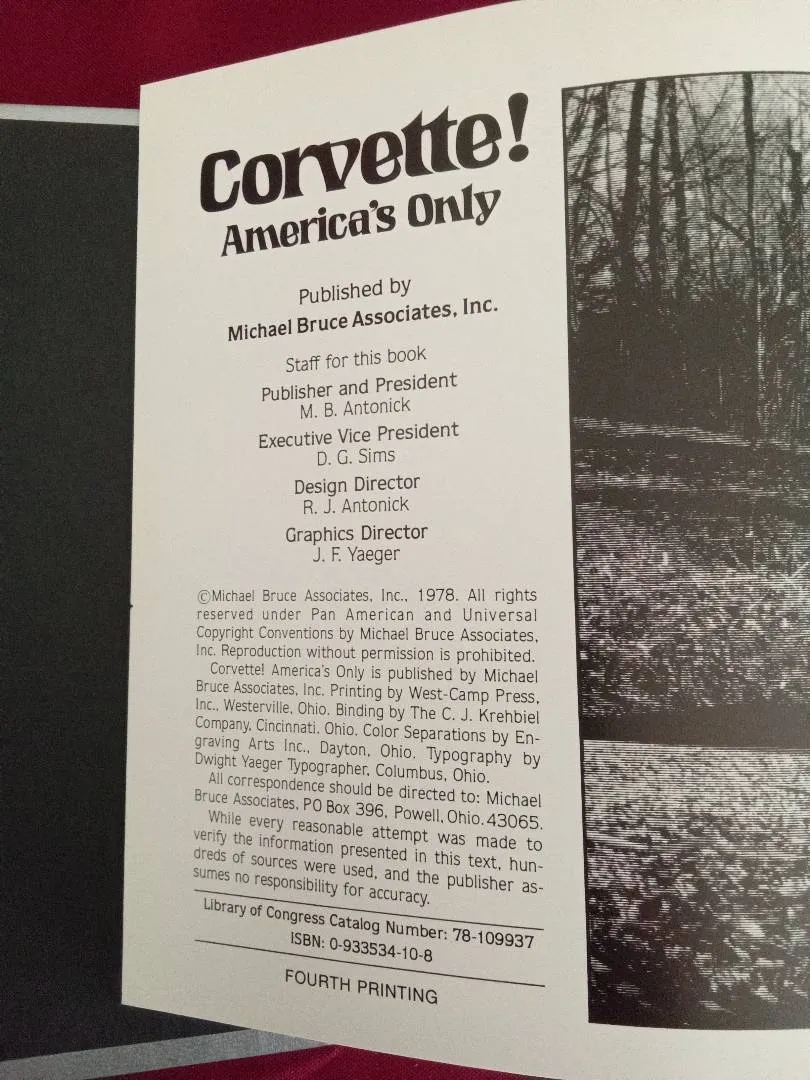 Corvette!
America's Only
Published by
Michael Bruce Associates, Inc.
Staff for this book
Publisher and President
M. B. Antonick
Executive Vice President
D. G. Sims
Design Director
R. J. Antonick
Graphics Director
J. F. Yaeger
©Michael Bruce Associates, Inc., 1978. All rights
reserved under Pan American and Universal
Copyright Conventions by Michael Bruce Associates,
Inc. Reproduction without permission is prohibited.
Corvette! America's Only is published by Michael
Bruce Associates, Inc. Printing by West-Camp Press,
Inc., Westerville, Ohio. Binding by The C. J. Krehbiel
Company, Cincinnati, Ohio. Color Separations by En-
graving Arts Inc., Dayton, Ohio. Typography by
Dwight Yaeger Typographer, Columbus, Ohio.
All correspondence should be directed to: Michael
Bruce Associates, PO Box 396, Powell, Ohio. 43065.
While every reasonable attempt was made to
verify the information presented in this text, hun-
dreds of sources were used, and the publisher as-
sumes no responsibility for accuracy.
Library of Congress Catalog Number: 78-109937
ISBN: 0-933534-10-8
FOURTH PRINTING